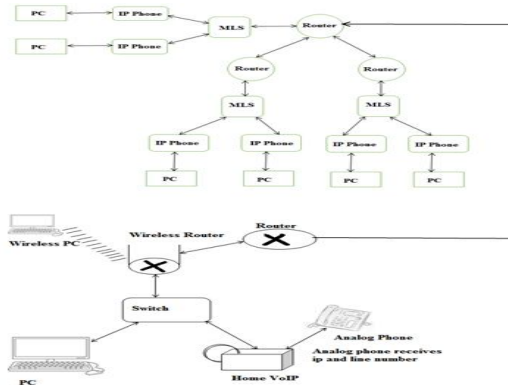 PC
IP Phone
MLS
Router
PC
IP Phone
Router
Router
MLS
MLS
IP Phone
IP Phone
IP Phone
IP Phone
PC
PC
PC
PC
Wireless PC
Wireless Router
Router
Switch
PC
Home VoIP
Analog Phone
Analog phone receives
ip and line number